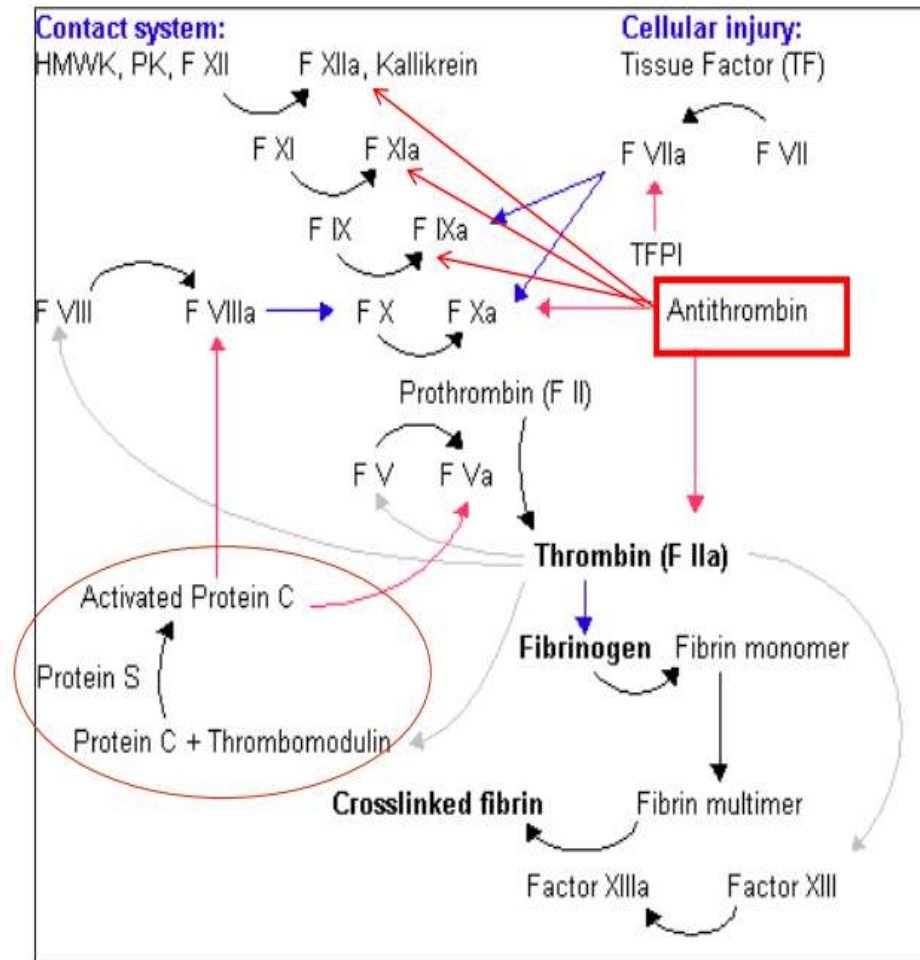 Contact system:
Cellular injury:
HMWK, PK, F XII
F XIIa, Kallikrein
Tissue Factor (TF)
F XI
F XIa
F VIIa
F VII
F IX
F IXa
TFPI
F VIII
F VIIIa
F X
F Xa
Antithrombin
Prothrombin (F II)
F V
F Va
Thrombin (F IIa)
Activated Protein C
Fibrinogen
Fibrin monomer
Protein S
Protein C + Thrombomodulin
Crosslinked fibrin
Fibrin multimer
Factor XIIIa
Factor XIII